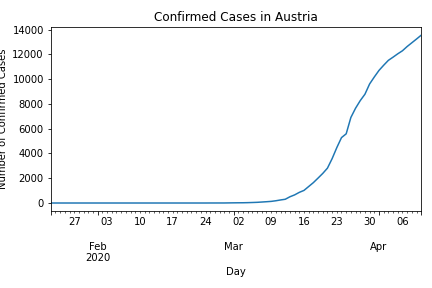 Confirmed Cases in Austria
Number of Confirmed Cases
14000
12000
10000
8000
6000
4000
2000
0
27 03 10 17 24 02 09 16 23 30 06
Feb Mar Apr
2020
Day